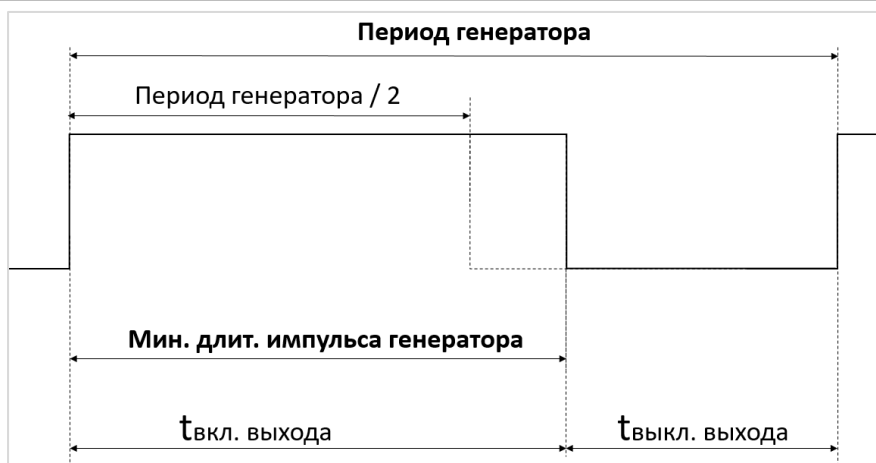 Период генератора
Период генератора / 2
Мин. длит. импульса генератора
tвкл. выхода
tвыкл. выхода